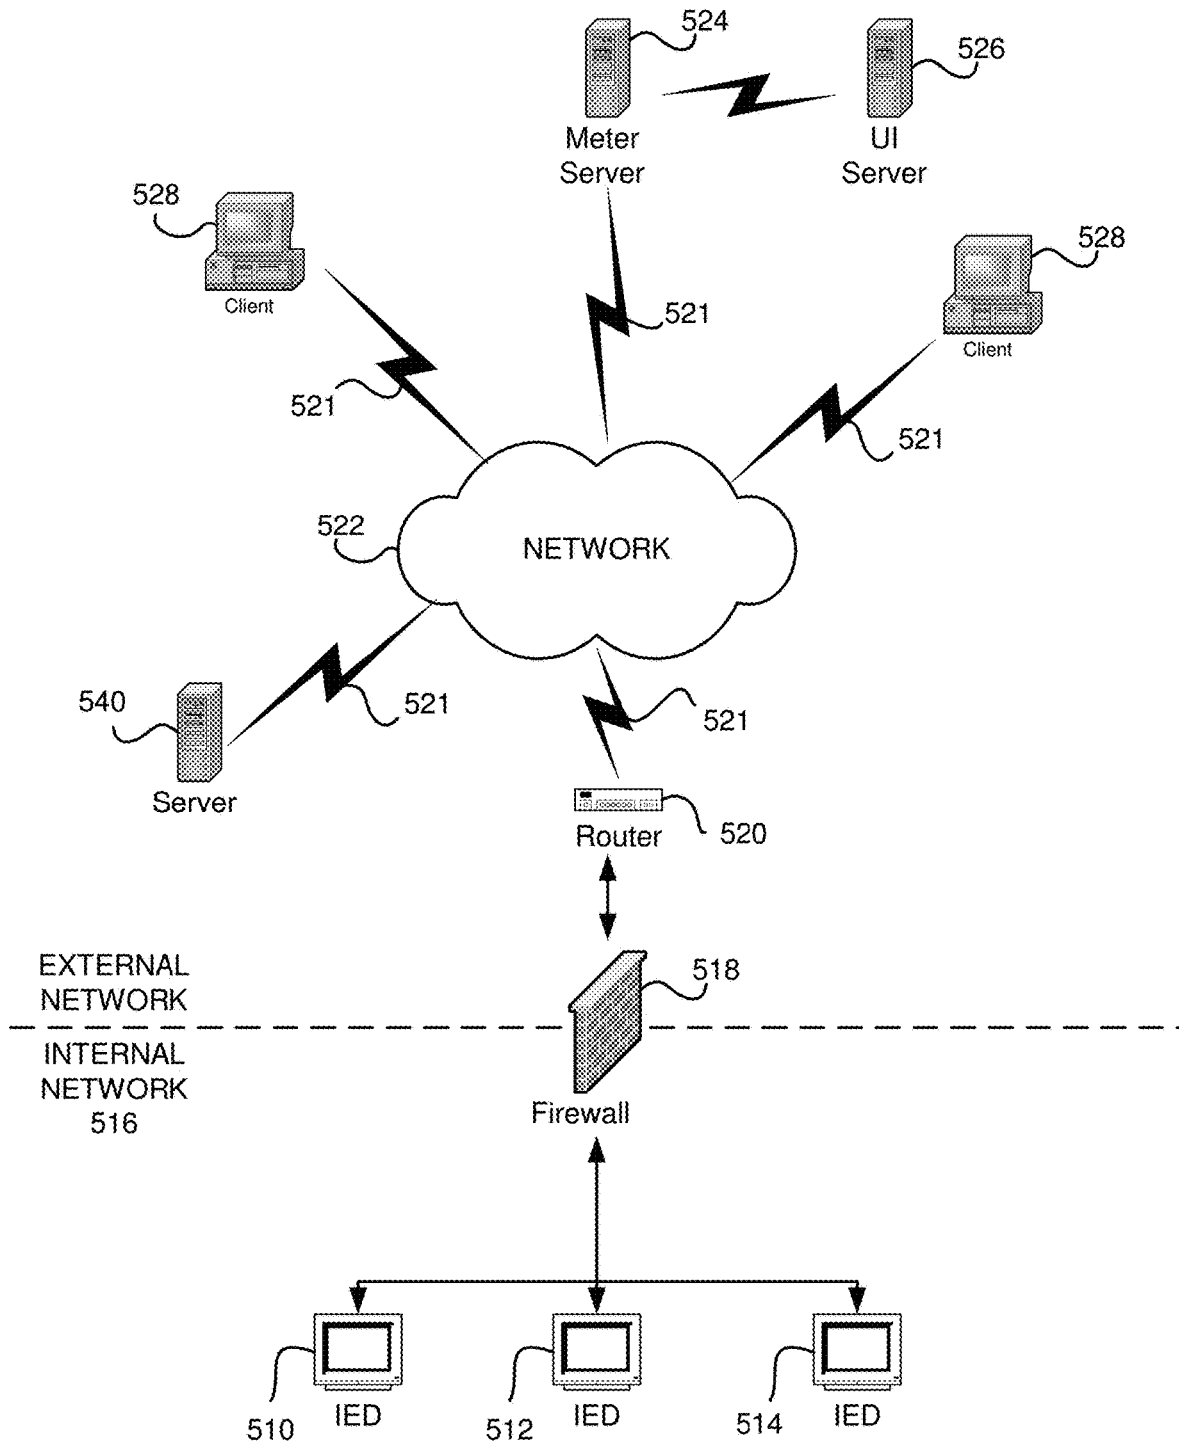 524
526
Meter
Server
UI
Server
528
Client
528
Client
521
521
521
522
NETWORK
540
Server
521
521
Router
520
EXTERNAL
NETWORK
518
INTERNAL
NETWORK
516
Firewall
510
IED
512
IED
514
IED